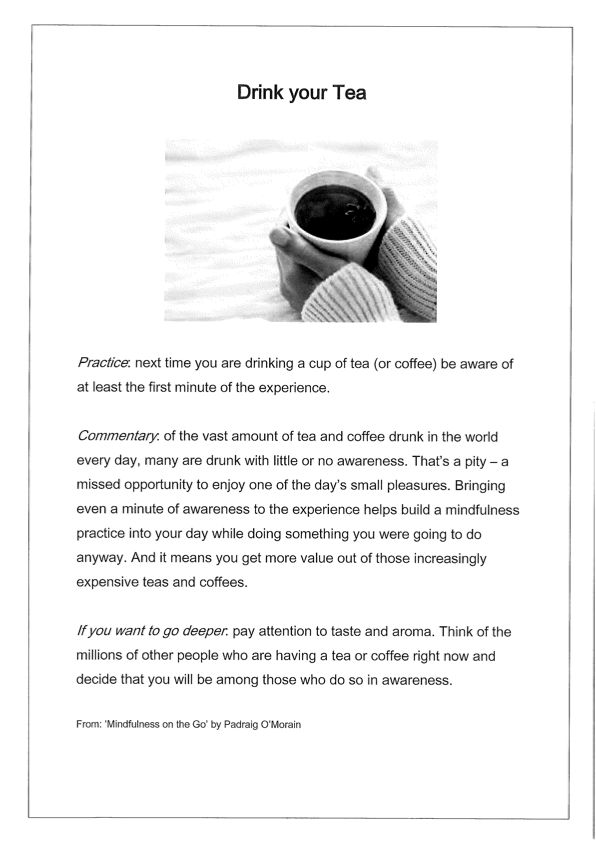 Drink your Tea
Practice: next time you are drinking a cup of tea (or coffee) be aware of
at least the first minute of the experience.
Commentary: of the vast amount of tea and coffee drunk in the world
every day, many are drunk with little or no awareness. That’s a pity – a
missed opportunity to enjoy one of the day’s small pleasures. Bringing
even a minute of awareness to the experience helps build a mindfulness
practice into your day while doing something you were going to do
anyway. And it means you get more value out of those increasingly
expensive teas and coffees.
If you want to go deeper: pay attention to taste and aroma. Think of the
millions of other people who are having a tea or coffee right now and
decide that you will be among those who do so in awareness.
From: 'Mindfulness on the Go' by Padraig O’Morain